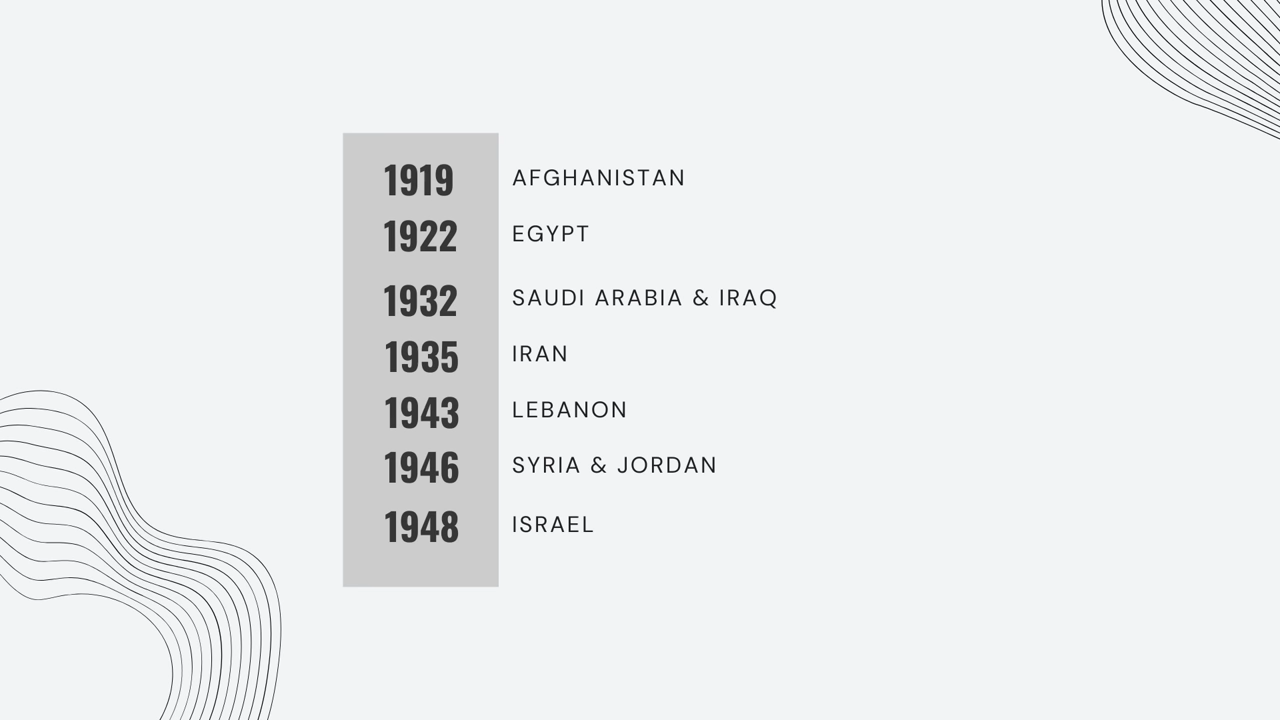 1919 AFGHANISTAN
1922 EGYPT
1932 SAUDI ARABIA & IRAQ
1935 IRAN
1943 LEBANON
1946 SYRIA & JORDAN
1948 ISRAEL